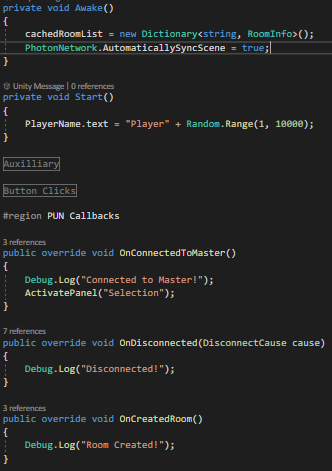 private void Awake()
{
cachedRoomList = new Dictionary<string, RoomInfo>();
PhotonNetwork.AutomaticallySyncScene = true;
}
Unity Message | 0 references
private void Start()
{
PlayerName.text = "Player" + Random.Range(1, 10000);
}
Auxilliary
Button Clicks
#region PUN Callbacks
3 references
public override void OnConnectedToMaster()
{
Debug.Log("Connected to Master!");
ActivatePanel("Selection");
}
7 references
public override void OnDisconnected(DisconnectCause cause)
{
Debug.Log("Disconnected!");
}
3 references
public override void OnCreatedRoom()
{
Debug.Log("Room Created!");
}